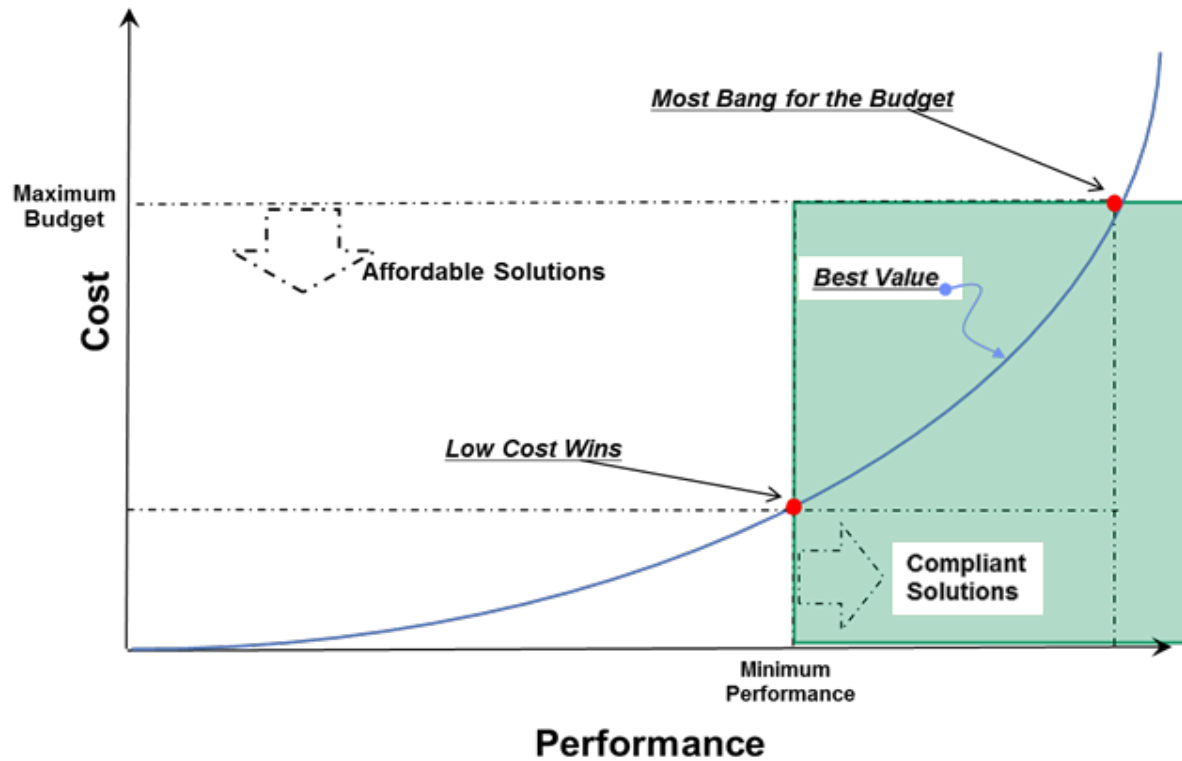 Most Bang for the Budget
Maximum
Budget
Cost
Affordable Solutions
Best Value
Low Cost Wins
Compliant
Solutions
Minimum
Performance
Performance